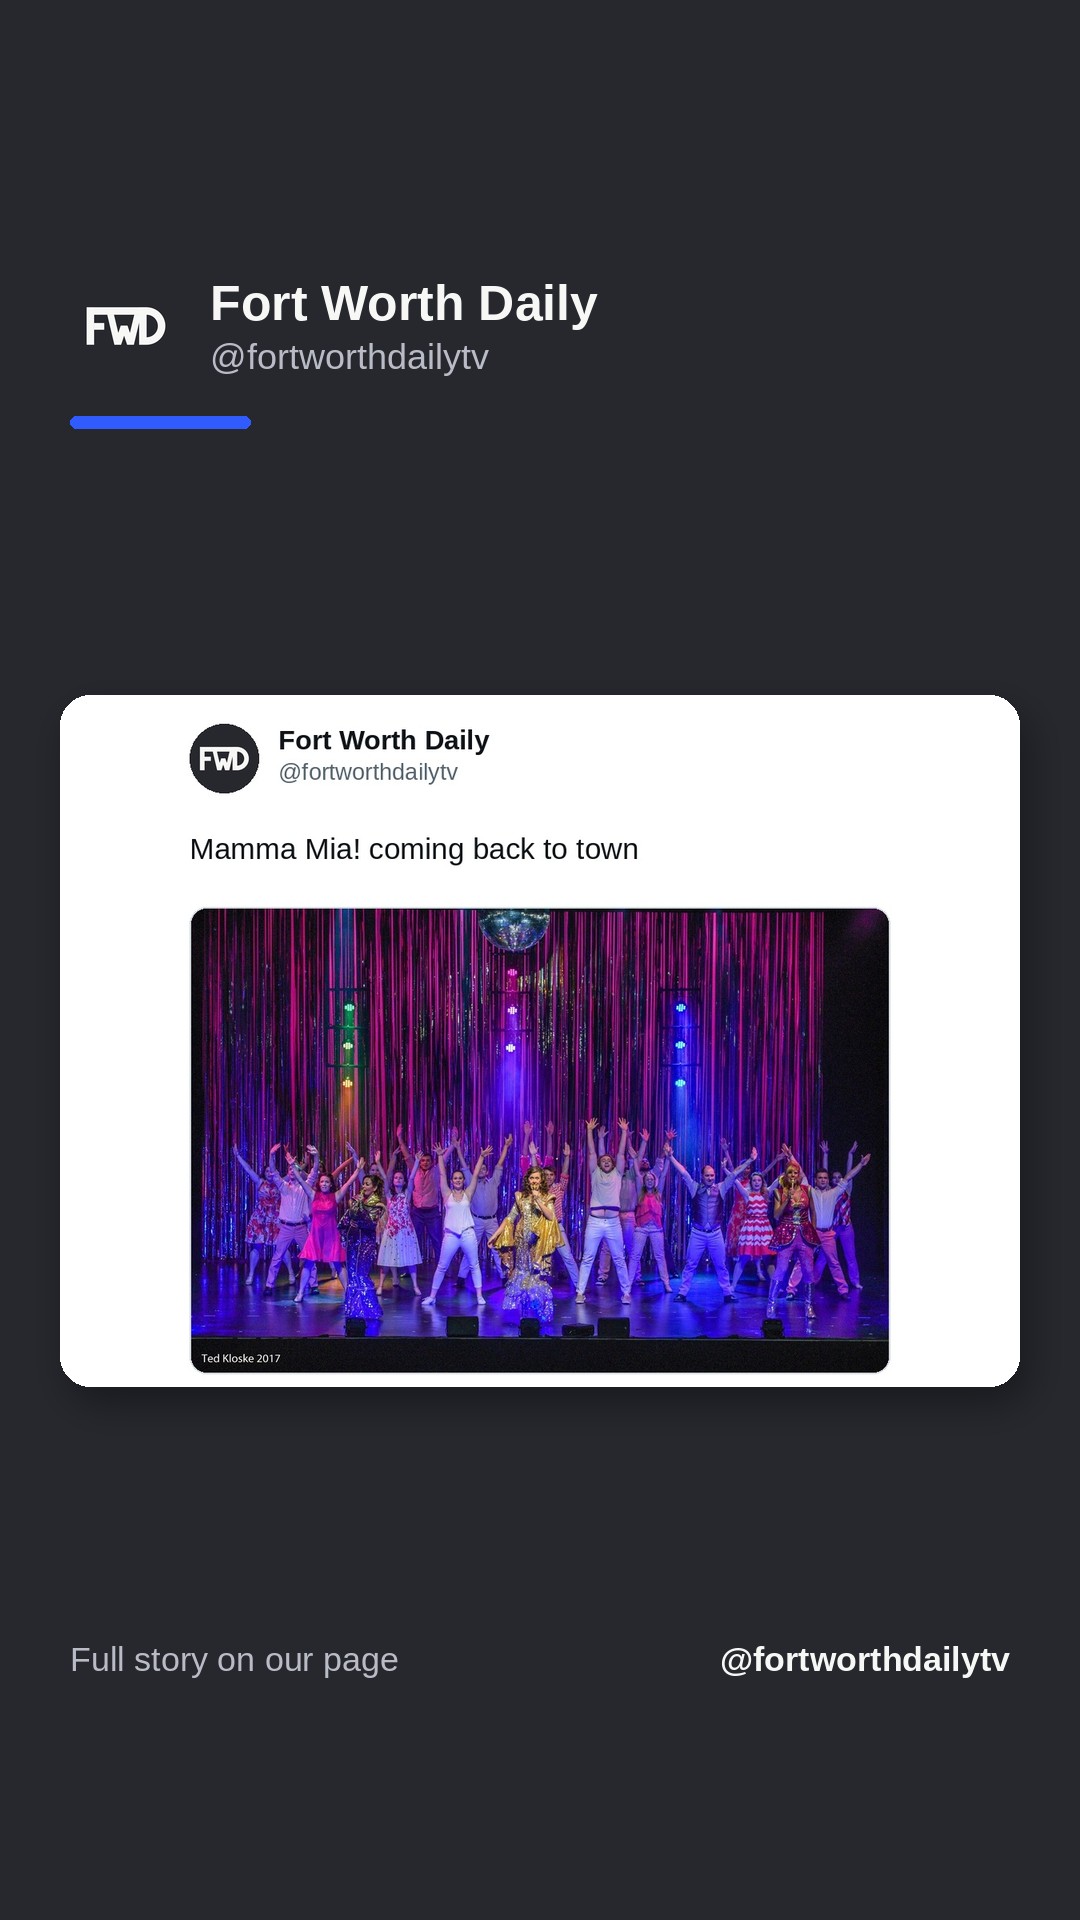 FWD
Fort Worth Daily
@fortworthdailytv
FWD
Fort Worth Daily
@fortworthdailytv
Mamma Mia! coming back to town
Ted Kloske 2017
Full story on our page
@fortworthdailytv